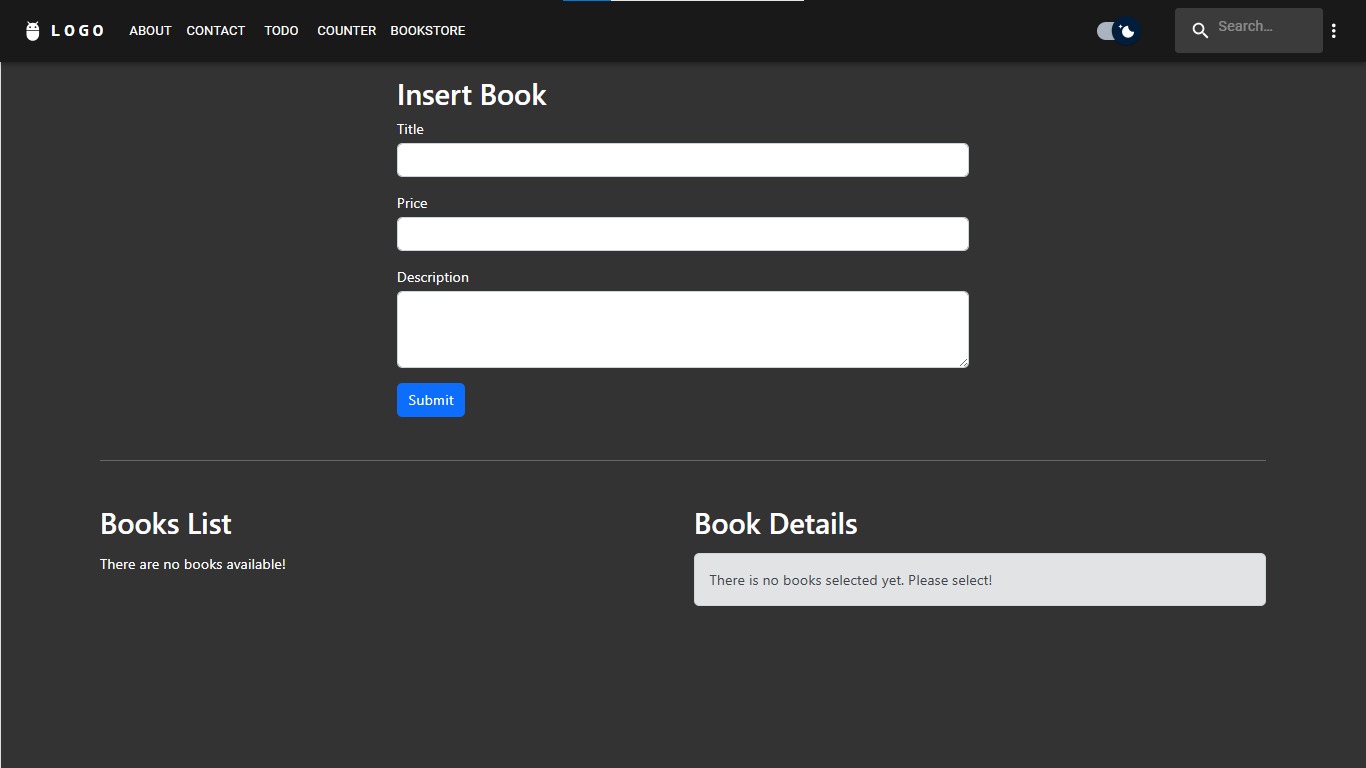 LOGO ABOUT CONTACT TODO COUNTER BOOKSTORE Search…
Insert Book
Title
Price
Description
Submit
Books List
Book Details
There are no books available!
There is no books selected yet. Please select!